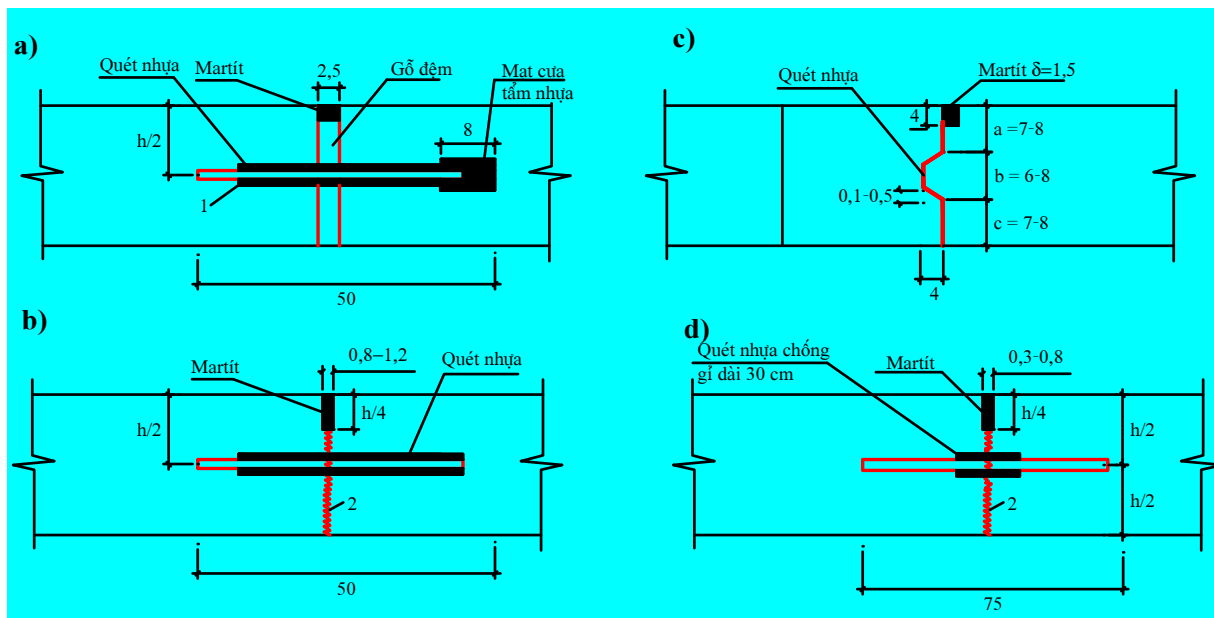 a)
Quét nhựa
Martít
2,5
Gỗ đệm
Mat cưa
tẩm nhựa
8
h/2
1
50
c)
Quét nhựa
Martít δ=1,5
4
a =7-8
b = 6-8
0,1-0,5
c = 7-8
4
b)
Martít
0,8–1,2
Quét nhựa
h/2
h/4
2
50
d)
Quét nhựa chống
gỉ dài 30 cm
Martít
0,3-0,8
h/4
h/2
2
h/2
75